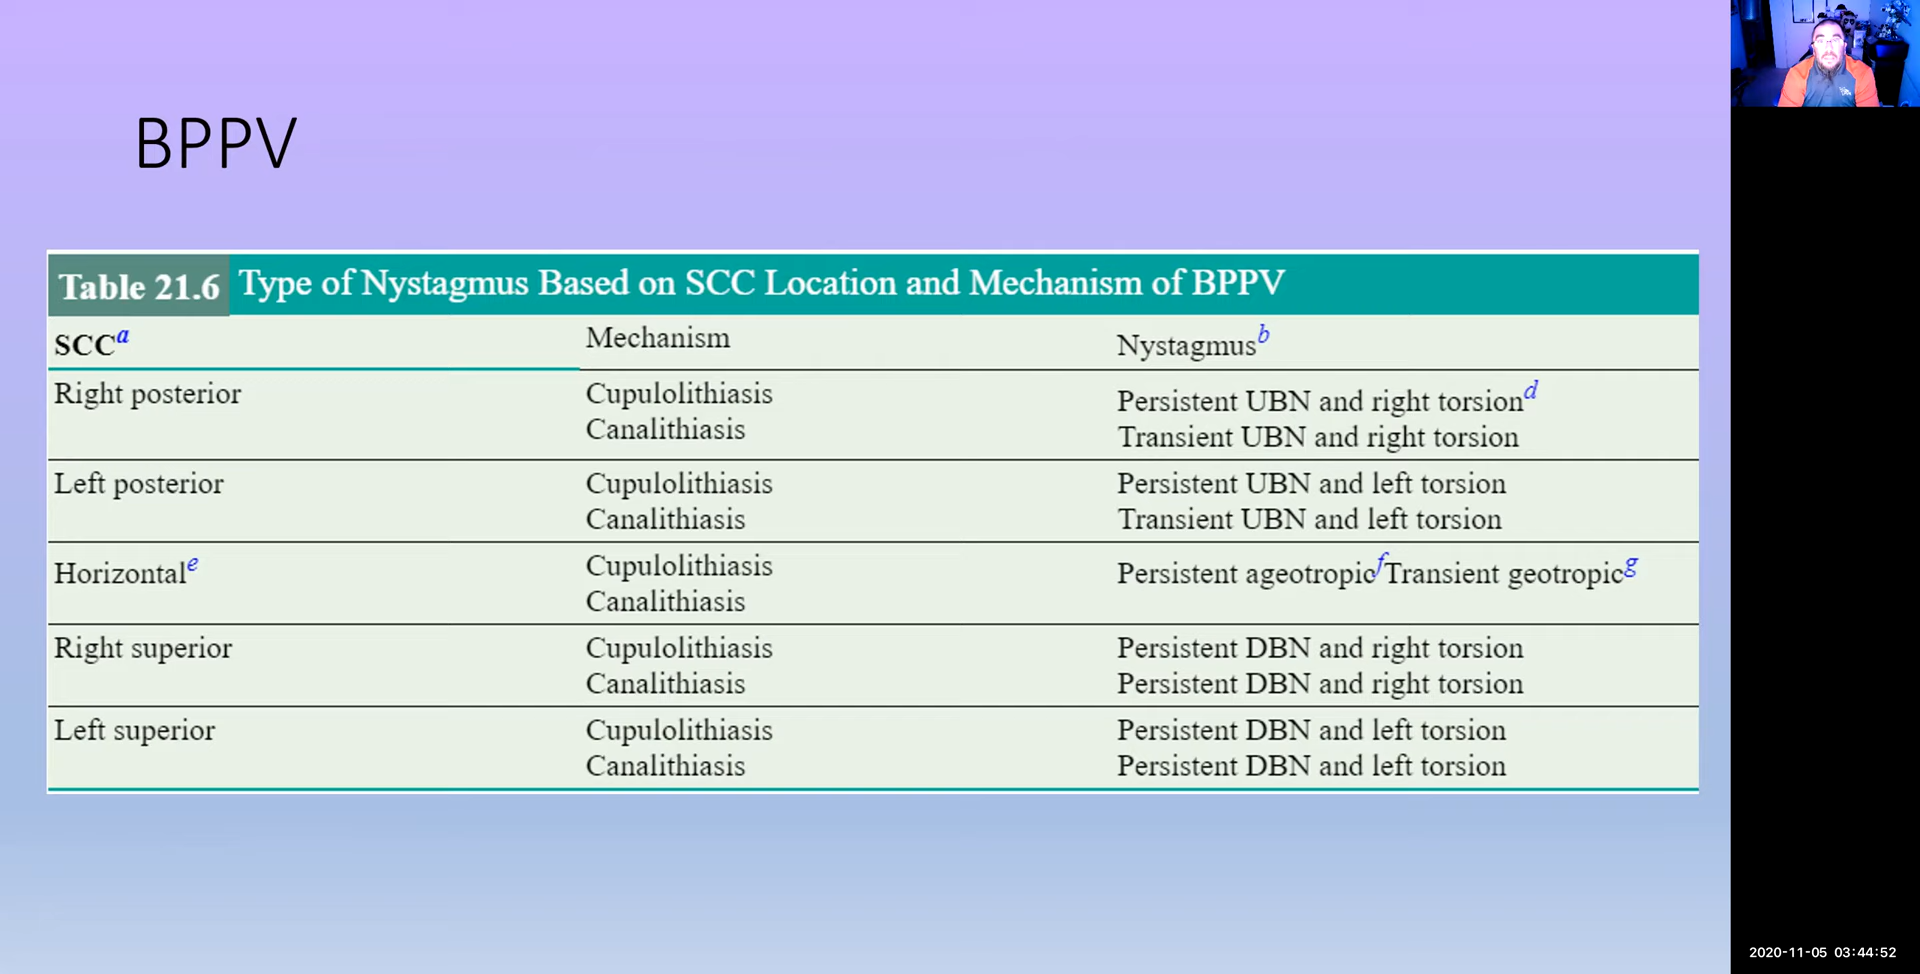 BPPV
Table 21.6 Type of Nystagmus Based on SCC Location and Mechanism of BPPV
SCCa Mechanism Nystagmusb
Right posterior Cupulolithiasis Persistent UBN and right torsiond
Canalithiasis Transient UBN and right torsion
Left posterior Cupulolithiasis Persistent UBN and left torsion
Canalithiasis Transient UBN and left torsion
Horizontale Cupulolithiasis Persistent ageotropicfTransient geotropicg
Canalithiasis
Right superior Cupulolithiasis Persistent DBN and right torsion
Canalithiasis Persistent DBN and right torsion
Left superior Cupulolithiasis Persistent DBN and left torsion
Canalithiasis Persistent DBN and left torsion
2020-11-05 03:44:52